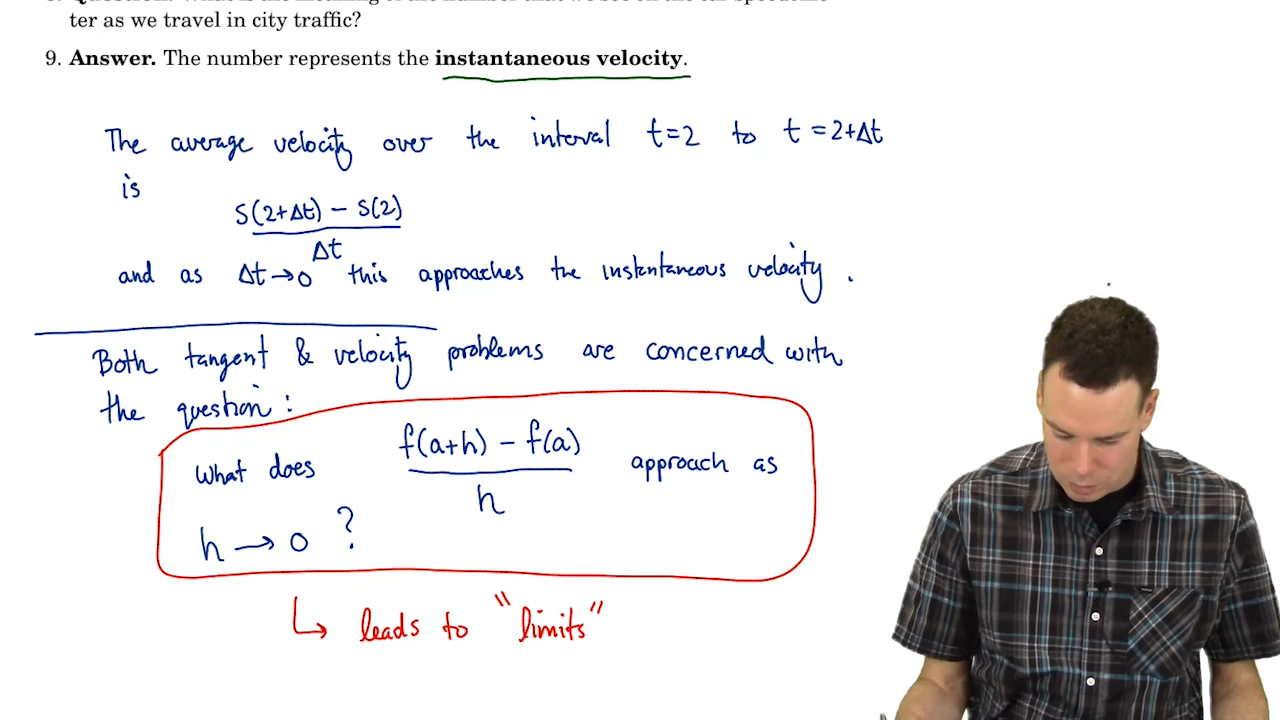 ter as we travel in city traffic?
9. Answer. The number represents the instantaneous velocity.
The average velocity over the interval t=2 to t=2+Δt
is
S(2+Δt) - S(2)
Δt
and as Δt→0 this approaches the instantaneous velocity.
Both tangent & velocity problems are concerned with
the question:
f(a+h) - f(a)
What does approach as
h
h → 0 ?
↳ leads to "limits"